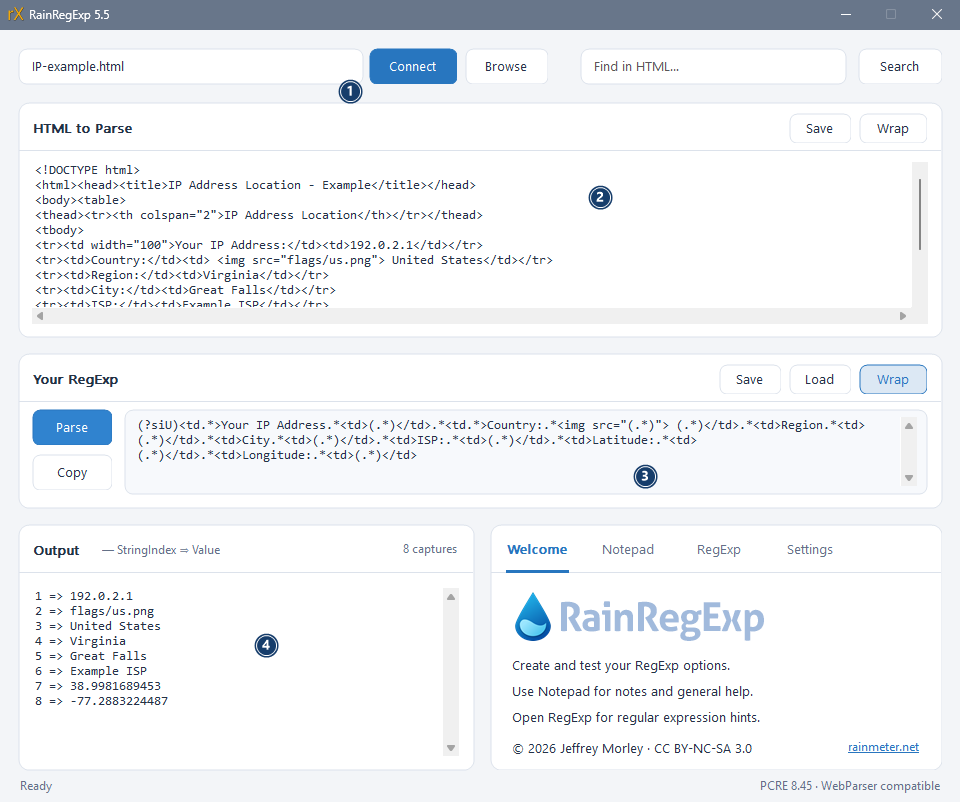 rX RainRegExp 5.5
IP-example.html
Connect
Browse
Find in HTML...
Search
1
HTML to Parse
Save
Wrap
<!DOCTYPE html>
<html><head><title>IP Address Location - Example</title></head>
<body><table>
<thead><tr><th colspan="2">IP Address Location</th></tr></thead>
<tbody>
<tr><td width="100">Your IP Address:</td><td>192.0.2.1</td></tr>
<tr><td>Country:</td><td> <img src="flags/us.png"> United States</td></tr>
<tr><td>Region:</td><td>Virginia</td></tr>
<tr><td>City:</td><td>Great Falls</td></tr>
<tr><td>ISP:</td><td>Example ISP</td></tr>
2
Your RegExp
Save
Load
Wrap
Parse
Copy
(?siU)<td.*>Your IP Address.*<td>(.*)</td>.*<td.*>Country:.*<img src="(.*)"> (.*)</td>.*<td>Region.*<td>
(.*)</td>.*<td>City.*<td>(.*)</td>.*<td>ISP:.*<td>(.*)</td>.*<td>Latitude:.*<td>
(.*)</td>.*<td>Longitude:.*<td>(.*)</td>
3
Output
— StringIndex ⇒ Value
8 captures
1 => 192.0.2.1
2 => flags/us.png
3 => United States
4 => Virginia
5 => Great Falls
6 => Example ISP
7 => 38.9981689453
8 => -77.2883224487
4
Welcome
Notepad
RegExp
Settings
RainRegExp
Create and test your RegExp options.
Use Notepad for notes and general help.
Open RegExp for regular expression hints.
© 2026 Jeffrey Morley · CC BY-NC-SA 3.0
rainmeter.net
Ready
PCRE 8.45 · WebParser compatible